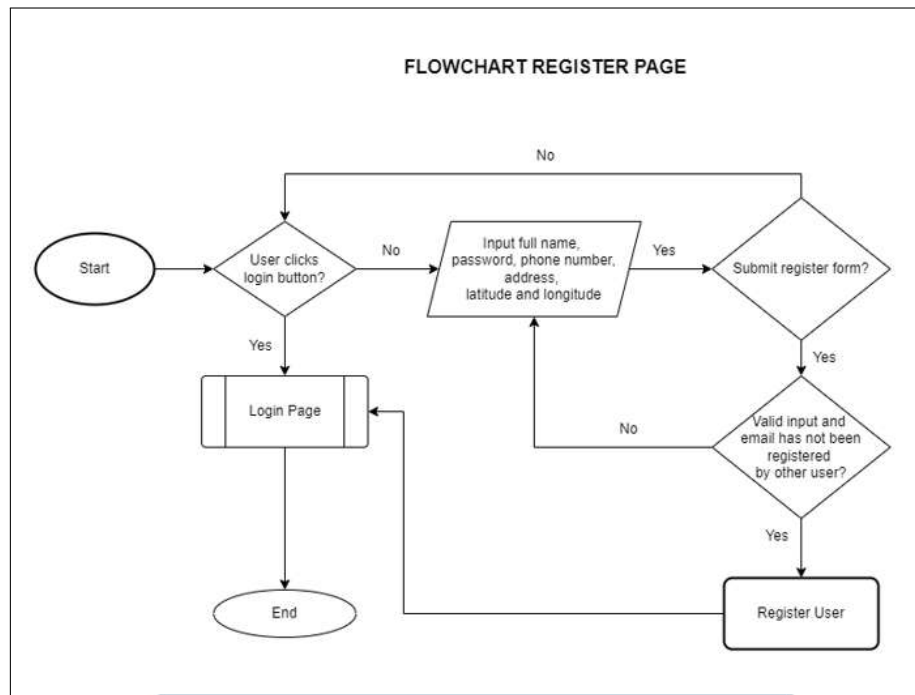 FLOWCHART REGISTER PAGE
No
Start
User clicks
login button?
No
Input full name,
password, phone number,
address,
latitude and longitude
Yes
Submit register form?
Yes
Yes
Login Page
No
Valid input and
email has not been
registered
by other user?
Yes
End
Register User